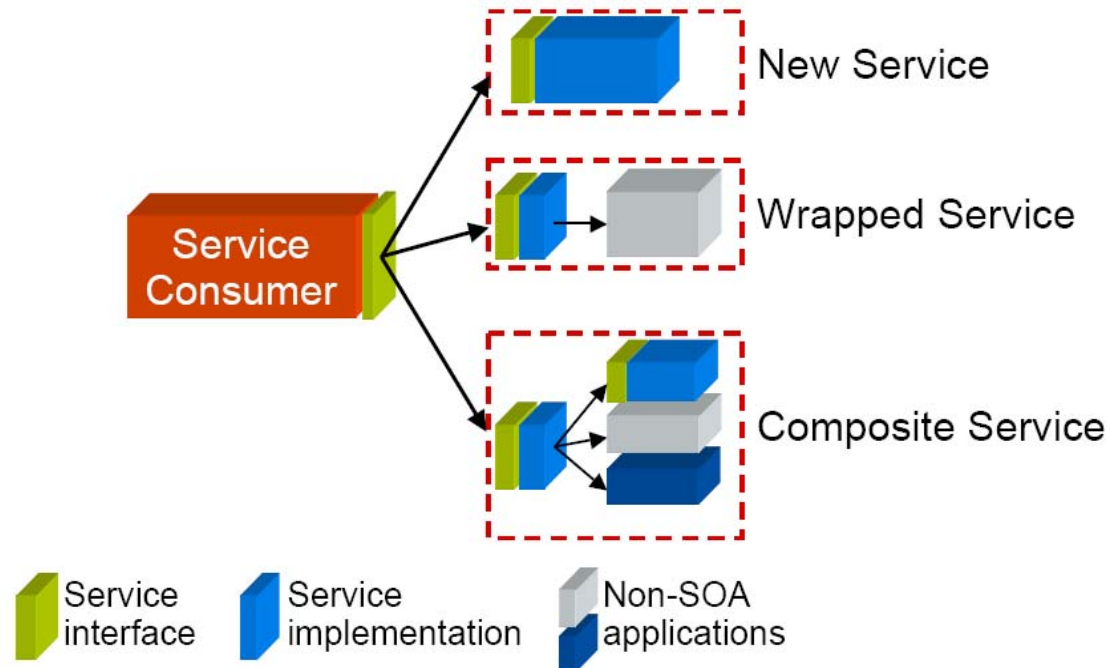 New Service
Wrapped Service
Service
Consumer
Composite Service
Service
interface
Service
implementation
Non-SOA
applications